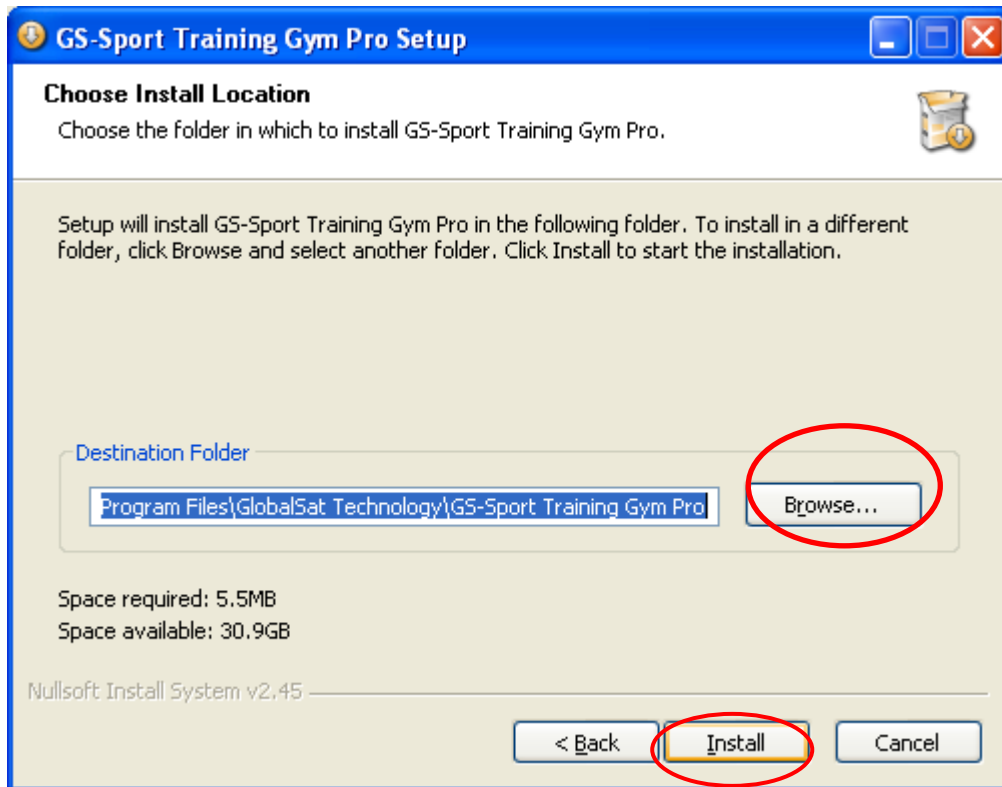 GS-Sport Training Gym Pro Setup
Choose Install Location
Choose the folder in which to install GS-Sport Training Gym Pro.
Setup will install GS-Sport Training Gym Pro in the following folder. To install in a different
folder, click Browse and select another folder. Click Install to start the installation.
Destination Folder
Program Files\GlobalSat Technology\GS-Sport Training Gym Pro
Browse...
Space required: 5.5MB
Space available: 30.9GB
Nullsoft Install System v2.45
< Back
Install
Cancel